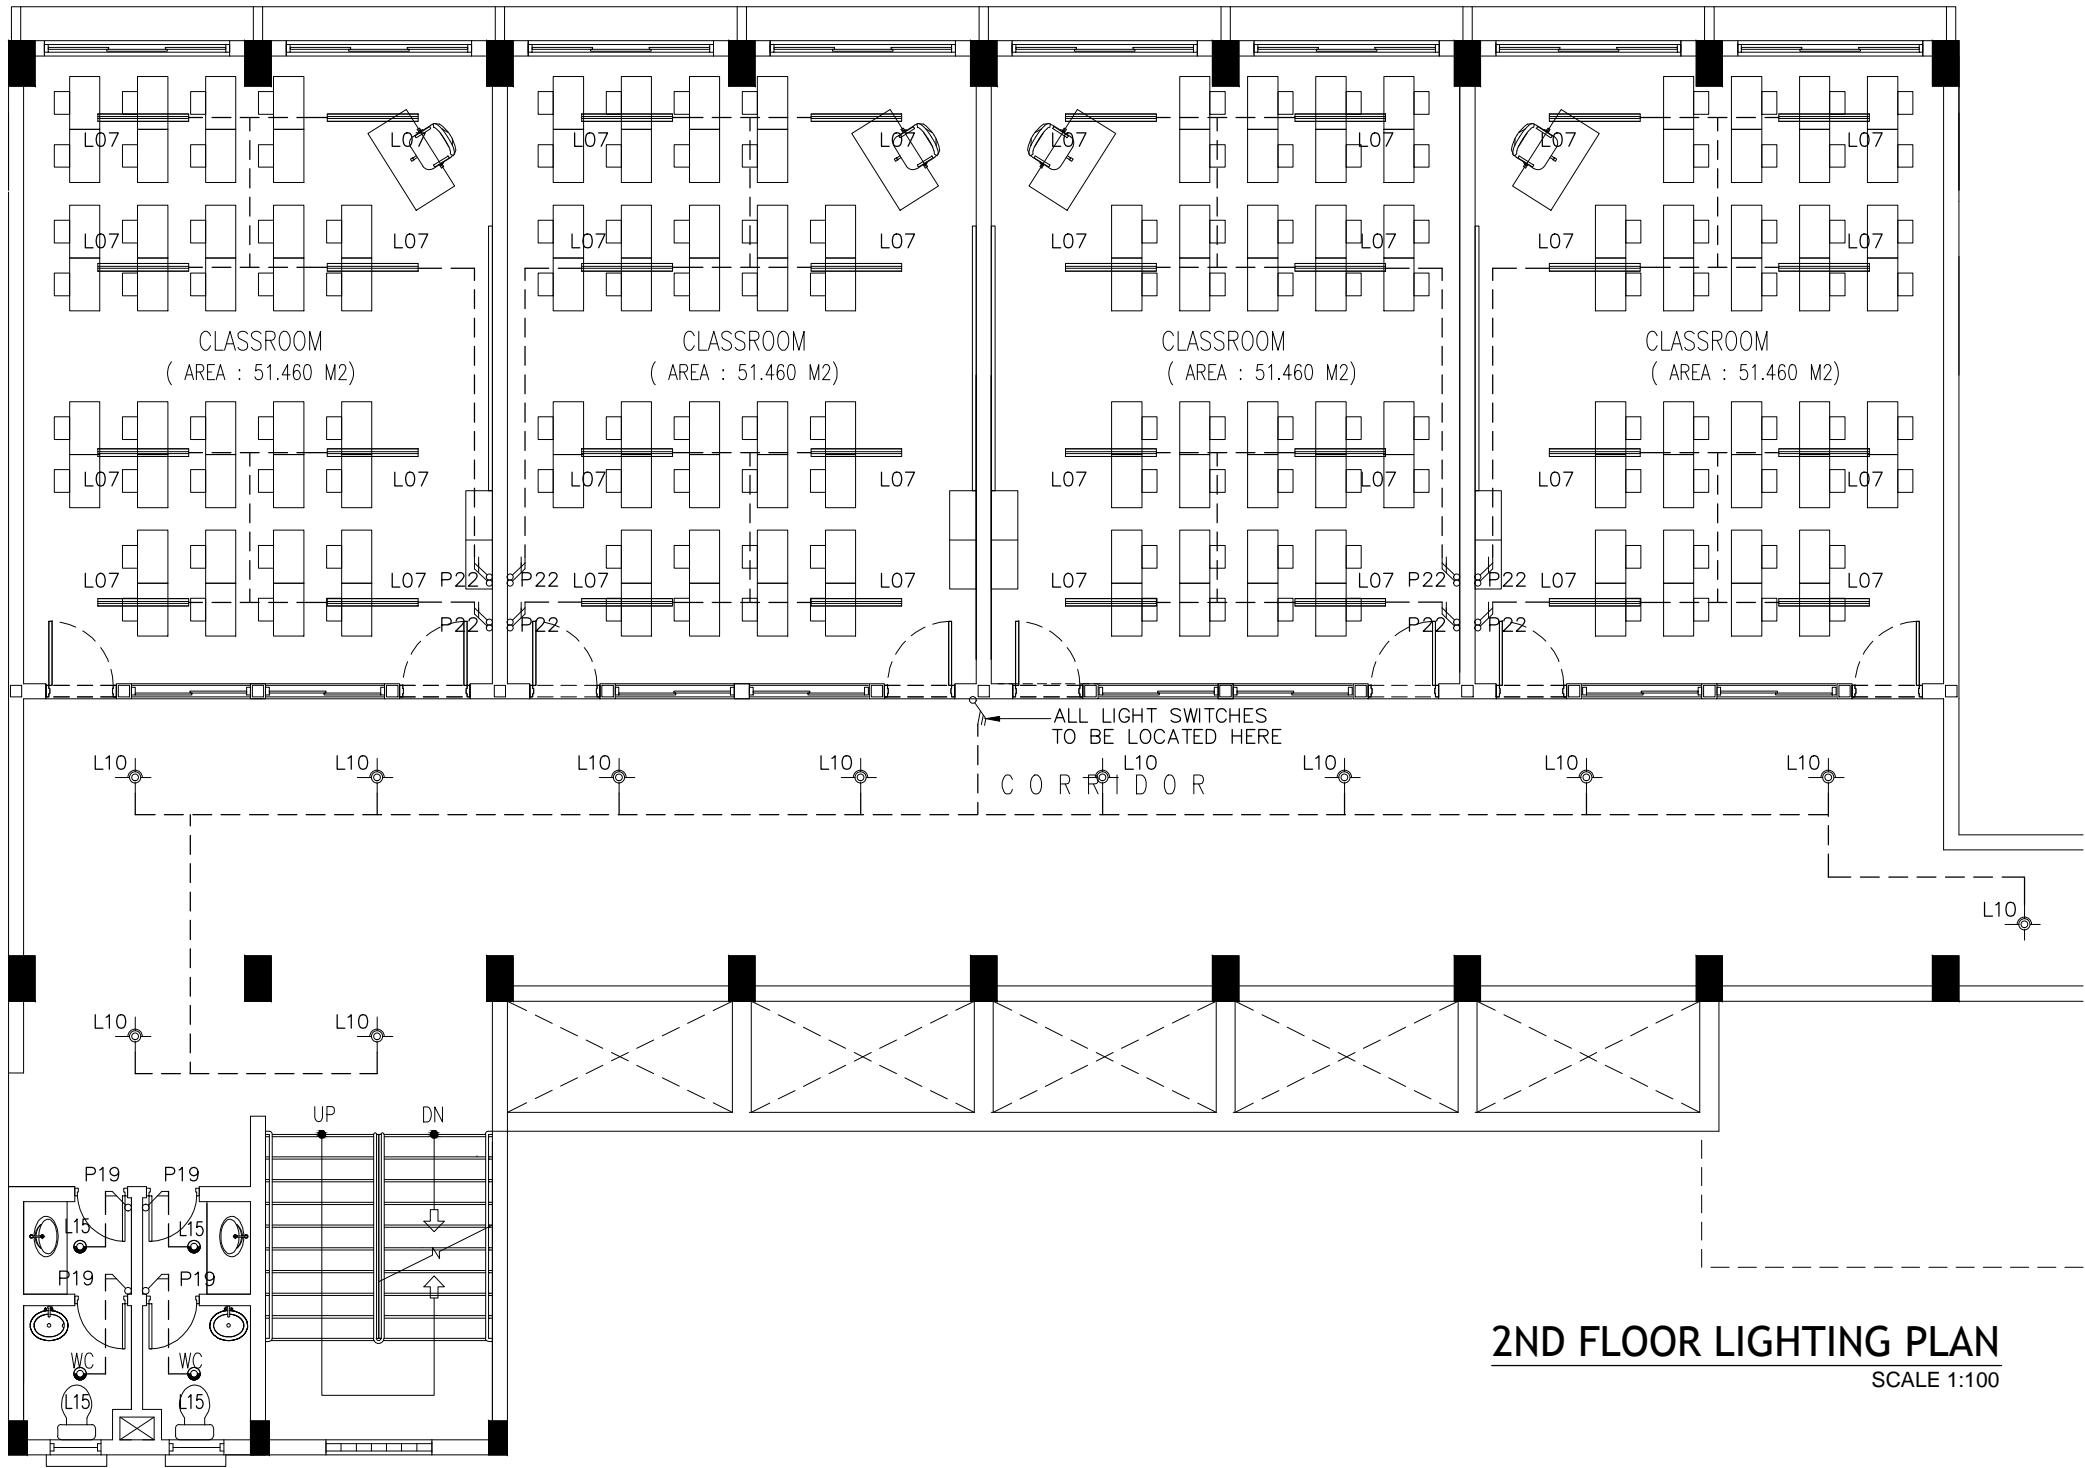 L07 L07 L07 L07 L07 L07 L07 L07
L07 L07 L07 L07 L07 L07 L07 L07
CLASSROOM CLASSROOM CLASSROOM CLASSROOM
( AREA : 51.460 M2) ( AREA : 51.460 M2) ( AREA : 51.460 M2) ( AREA : 51.460 M2)
L07 L07 L07 L07 L07 L07 L07 L07
L07 L07 P22 P22 L07 L07 L07 L07 P22 P22 L07 L07
P22 P22 P22 P22
ALL LIGHT SWITCHES
TO BE LOCATED HERE
L10 L10 L10 L10 L10 L10 L10 L10
CORRIDOR
L10
L10 L10
UP DN
P19 P19
L15 L15
P19 P19
WC WC
L15 L15
2ND FLOOR LIGHTING PLAN
SCALE 1:100